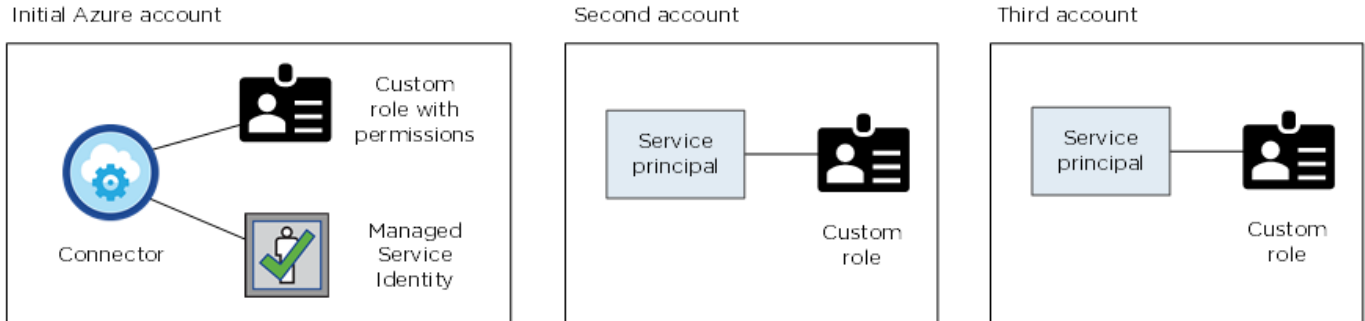 Initial Azure account
Second account
Third account
Custom
role with
permissions
Connector
Managed
Service
Identity
Service
principal
Custom
role
Service
principal
Custom
role